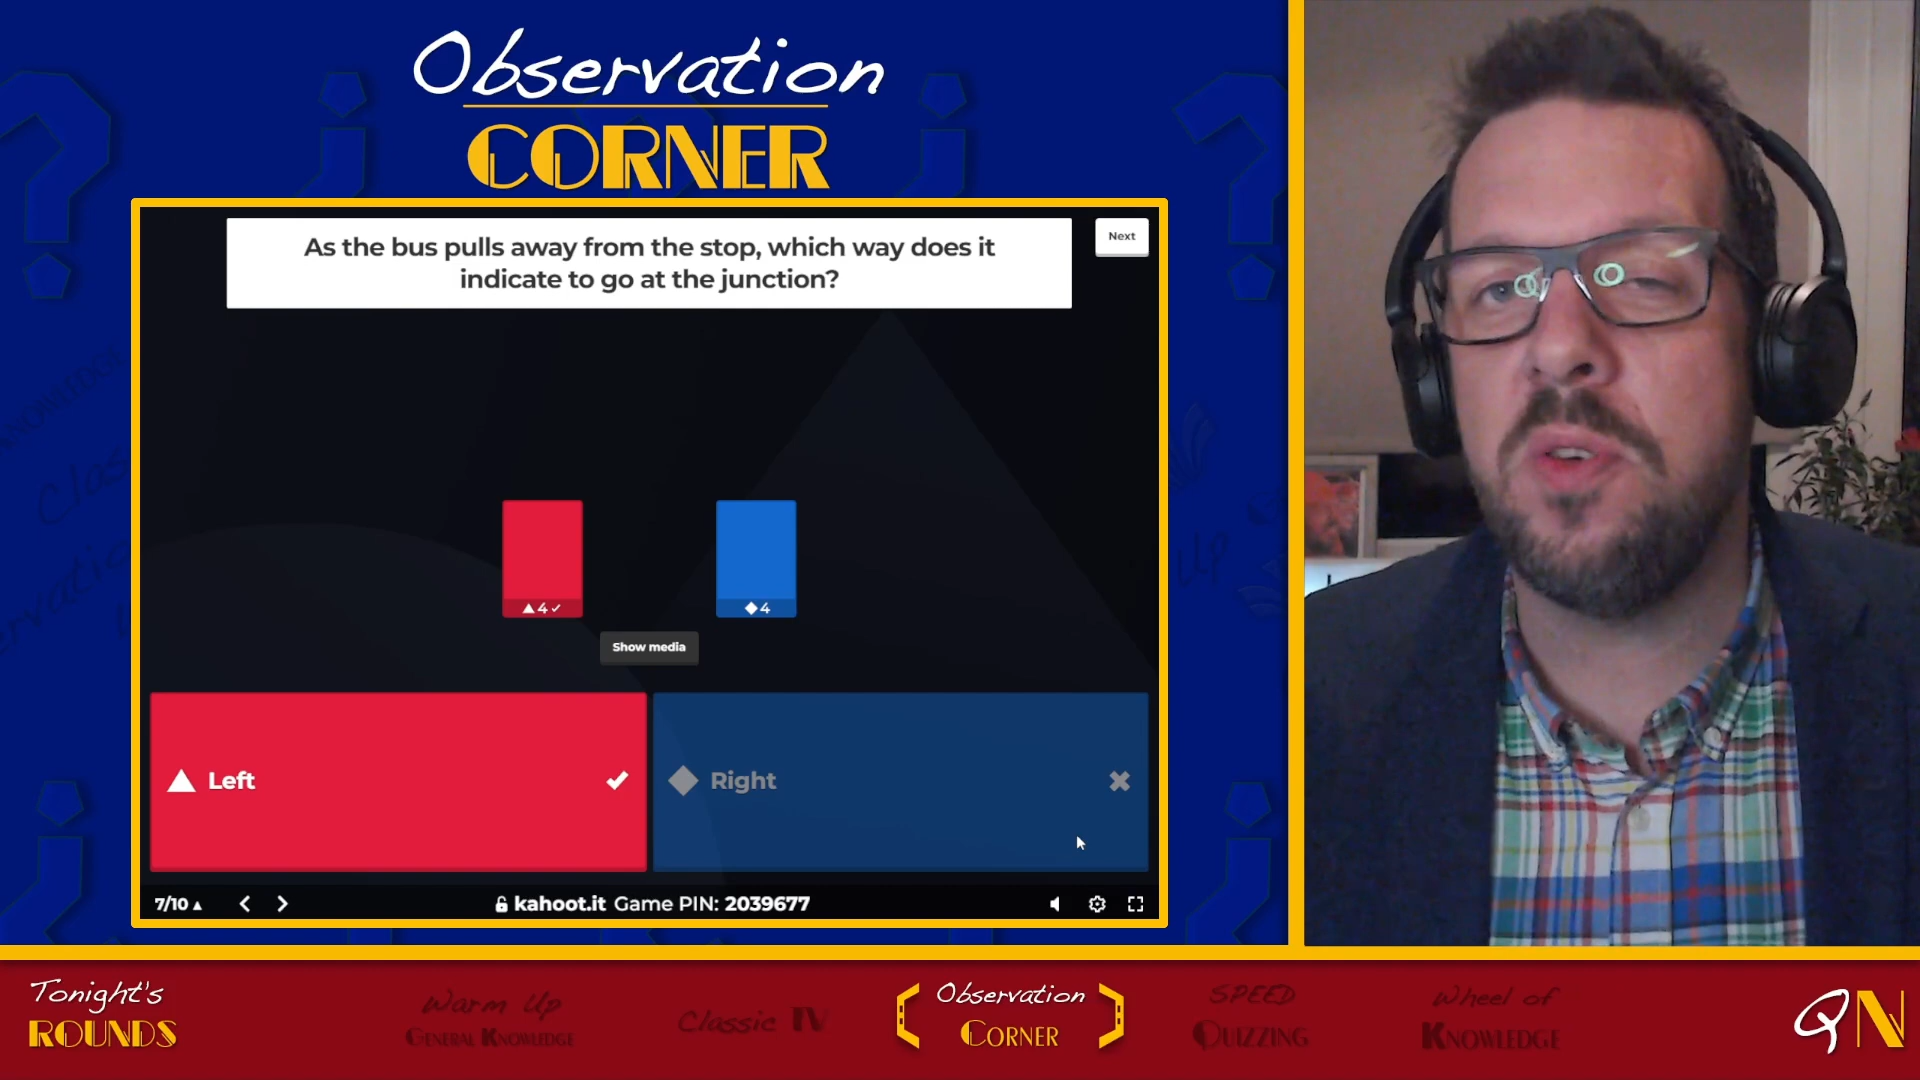 Observation
CORNER
As the bus pulls away from the stop, which way does it
indicate to go at the junction?
Next
4
4
Show media
Left
Right
7/10
kahoot.it Game PIN: 2039677
Tonight's
ROUNDS
Warm Up
GENERAL KNOWLEDGE
Classic TV
Observation
CORNER
SPEED
QUIZZING
Wheel of
KNOWLEDGE
QN